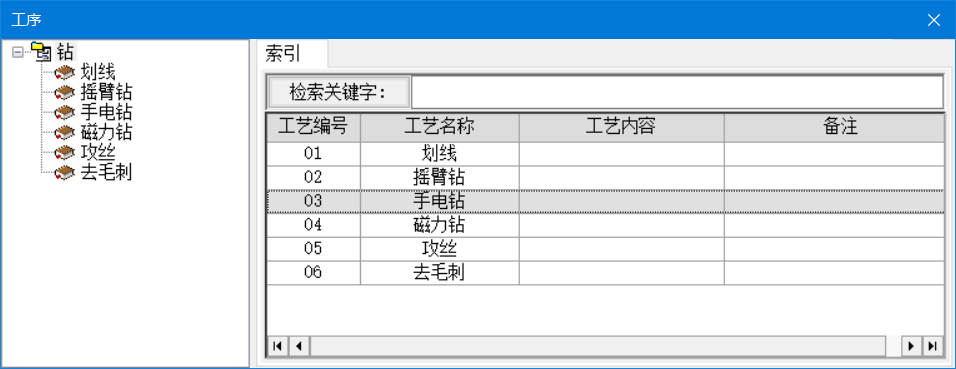 工序
钻
划线
摇臂钻
手电钻
磁力钻
攻丝
去毛刺
索引
检索关键字：
工艺编号 工艺名称 工艺内容 备注
01 划线
02 摇臂钻
03 手电钻
04 磁力钻
05 攻丝
06 去毛刺